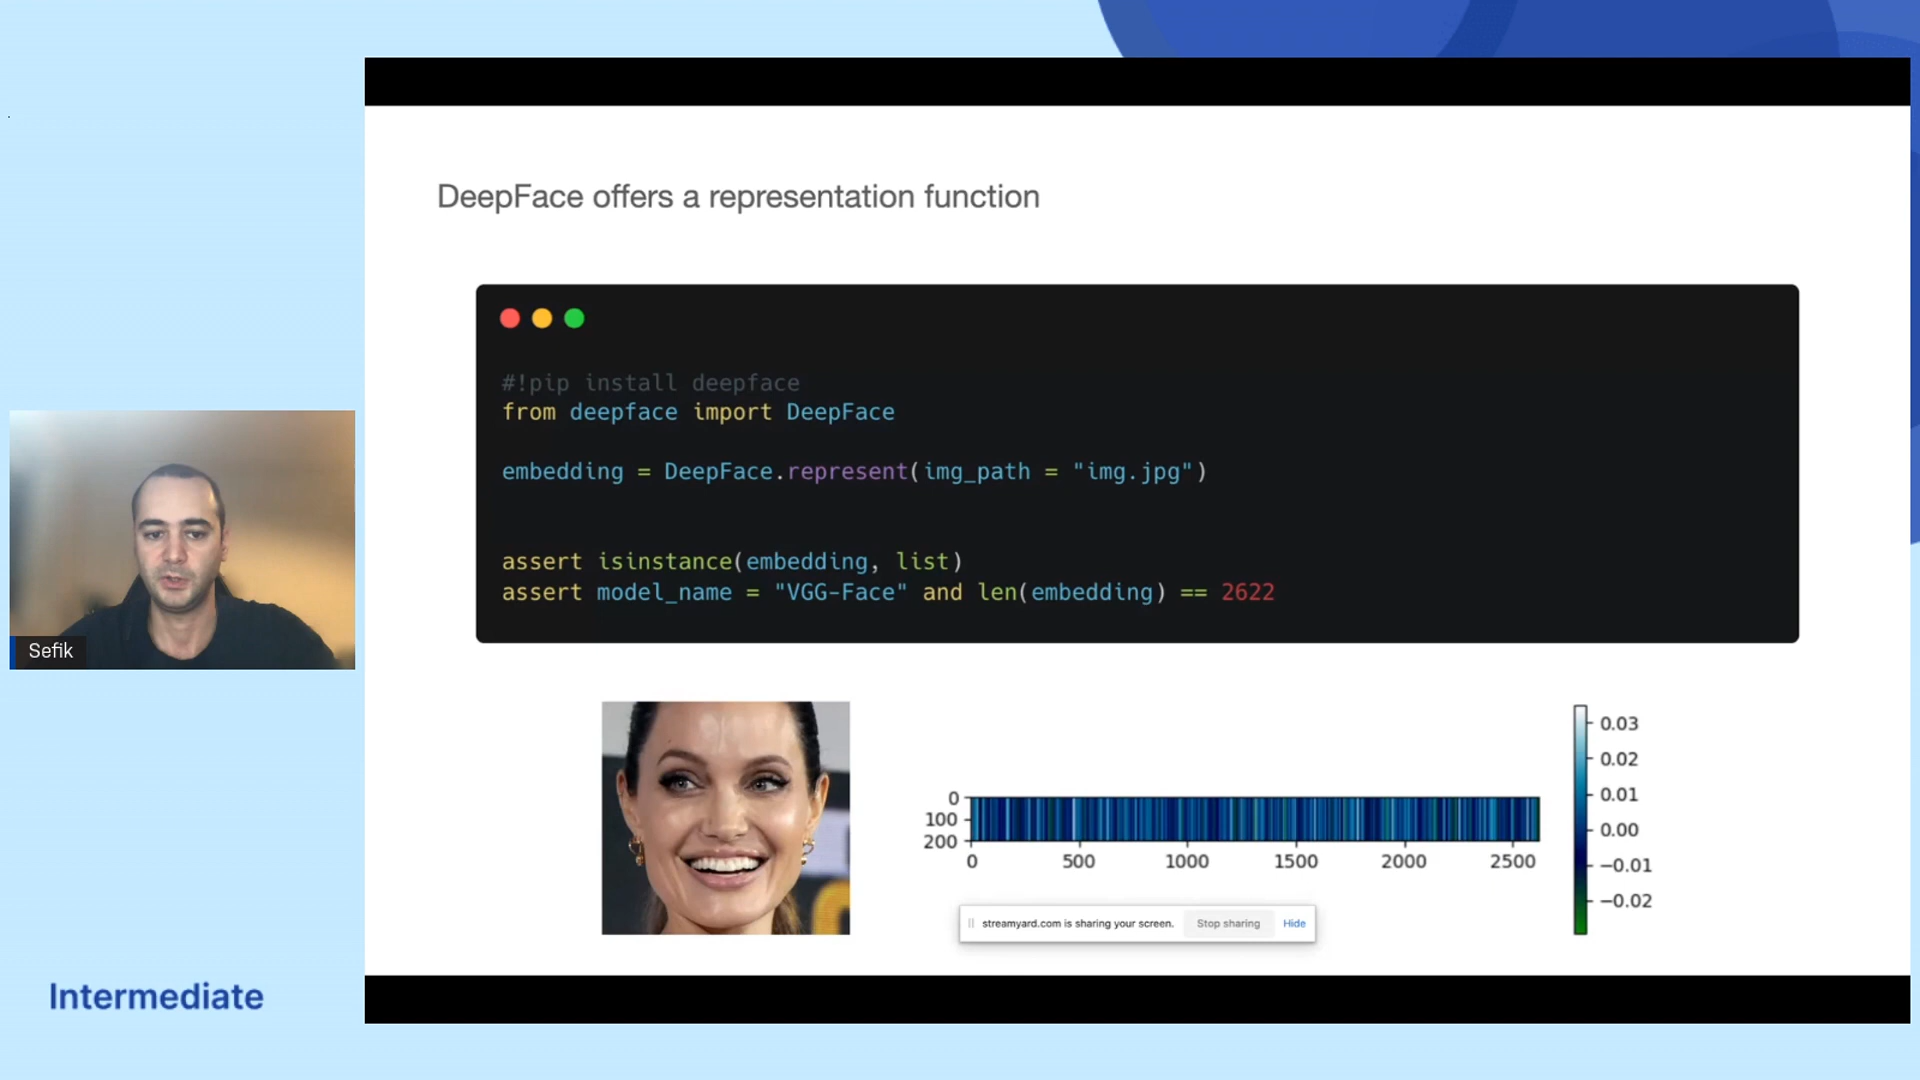 DeepFace offers a representation function
#!pip install deepface
from deepface import DeepFace
embedding = DeepFace.represent(img_path = "img.jpg")
assert isinstance(embedding, list)
assert model_name = "VGG-Face" and len(embedding) == 2622
Sefik
0
100
200
0 500 1000 1500 2000 2500
0.03
0.02
0.01
0.00
−0.01
−0.02
streamyard.com is sharing your screen. Stop sharing Hide
Intermediate